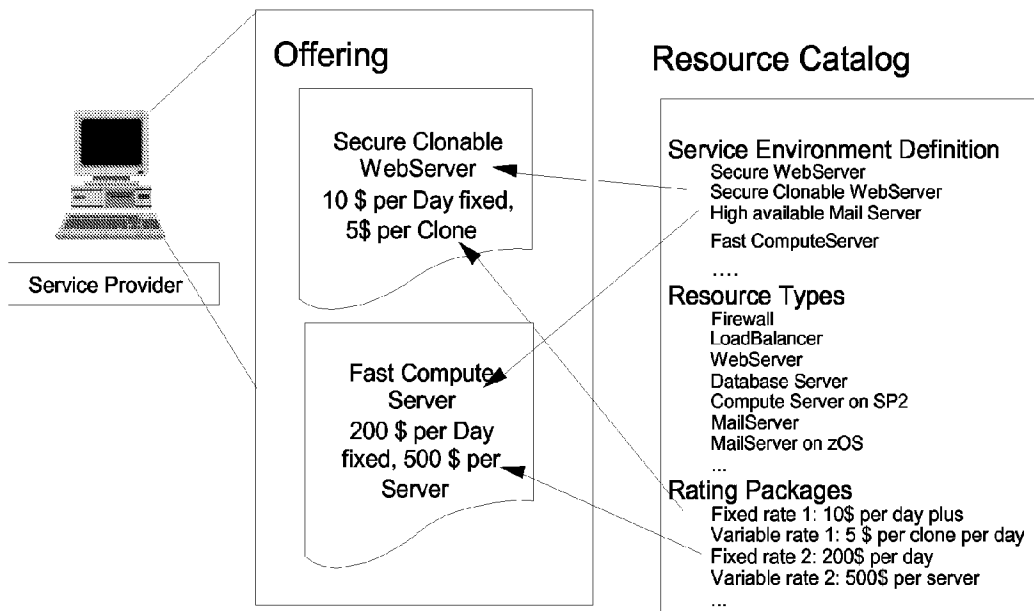 Offering
Secure Clonable
WebServer
10 $ per Day fixed,
5$ per Clone
Service Provider
Fast Compute
Server
200 $ per Day
fixed, 500 $ per
Server
Resource Catalog
Service Environment Definition
Secure WebServer
Secure Clonable WebServer
High available Mail Server
Fast ComputeServer
....
Resource Types
Firewall
LoadBalancer
WebServer
Database Server
Compute Server on SP2
MailServer
MailServer on zOS
...
Rating Packages
Fixed rate 1: 10$ per day plus
Variable rate 1: 5 $ per clone per day
Fixed rate 2: 200$ per day
Variable rate 2: 500$ per server
...